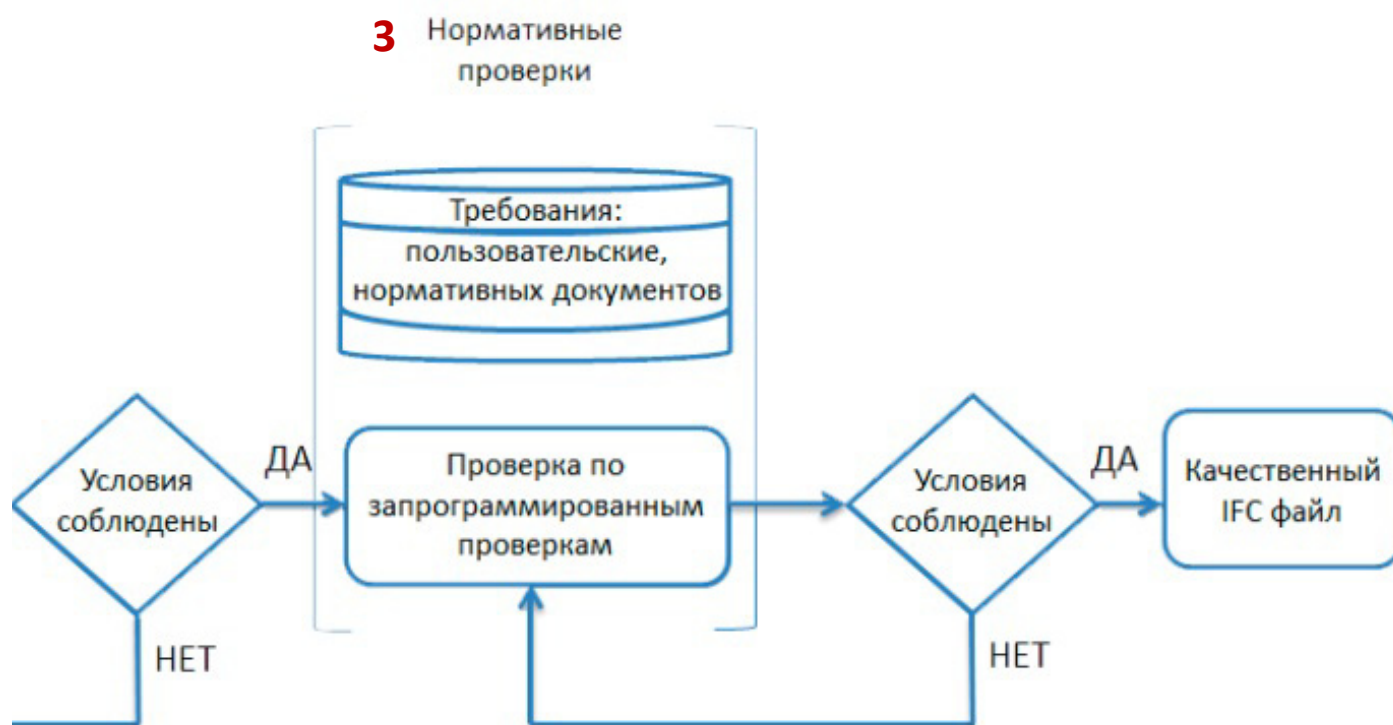 3 Нормативные
проверки
Требования:
пользовательские,
нормативных документов
Условия
соблюдены
ДА
НЕТ
Проверка по
запрограммированным
проверкам
Условия
соблюдены
ДА
НЕТ
Качественный
IFC файл